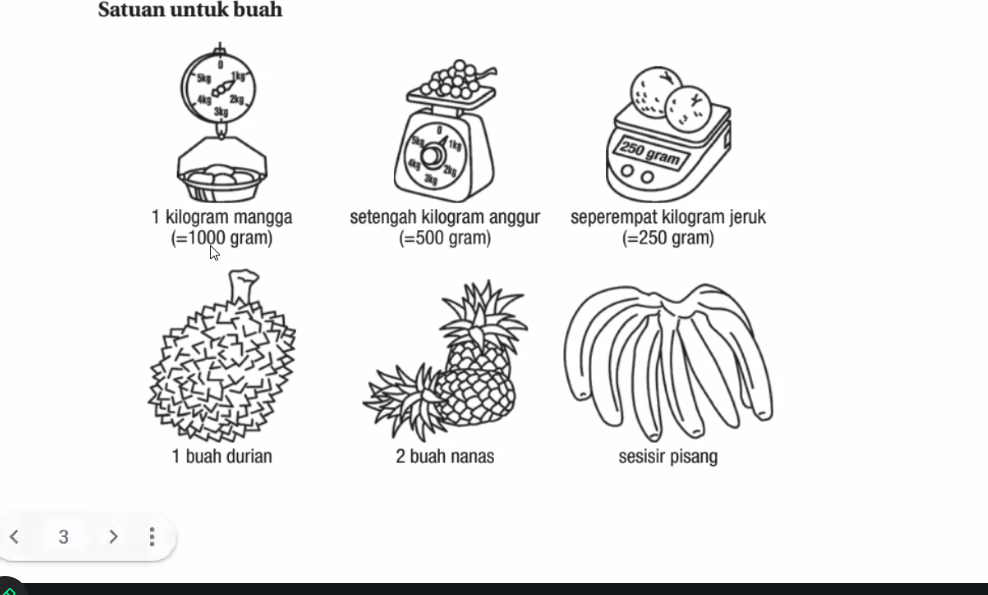 Satuan untuk buah
0
5kg 1kg
4kg 2kg
3kg
0
5kg 1kg
4kg 2kg
3kg
250 gram
1 kilogram mangga
(=1000 gram)
setengah kilogram anggur
(=500 gram)
seperempat kilogram jeruk
(=250 gram)
1 buah durian
2 buah nanas
sesisir pisang
3